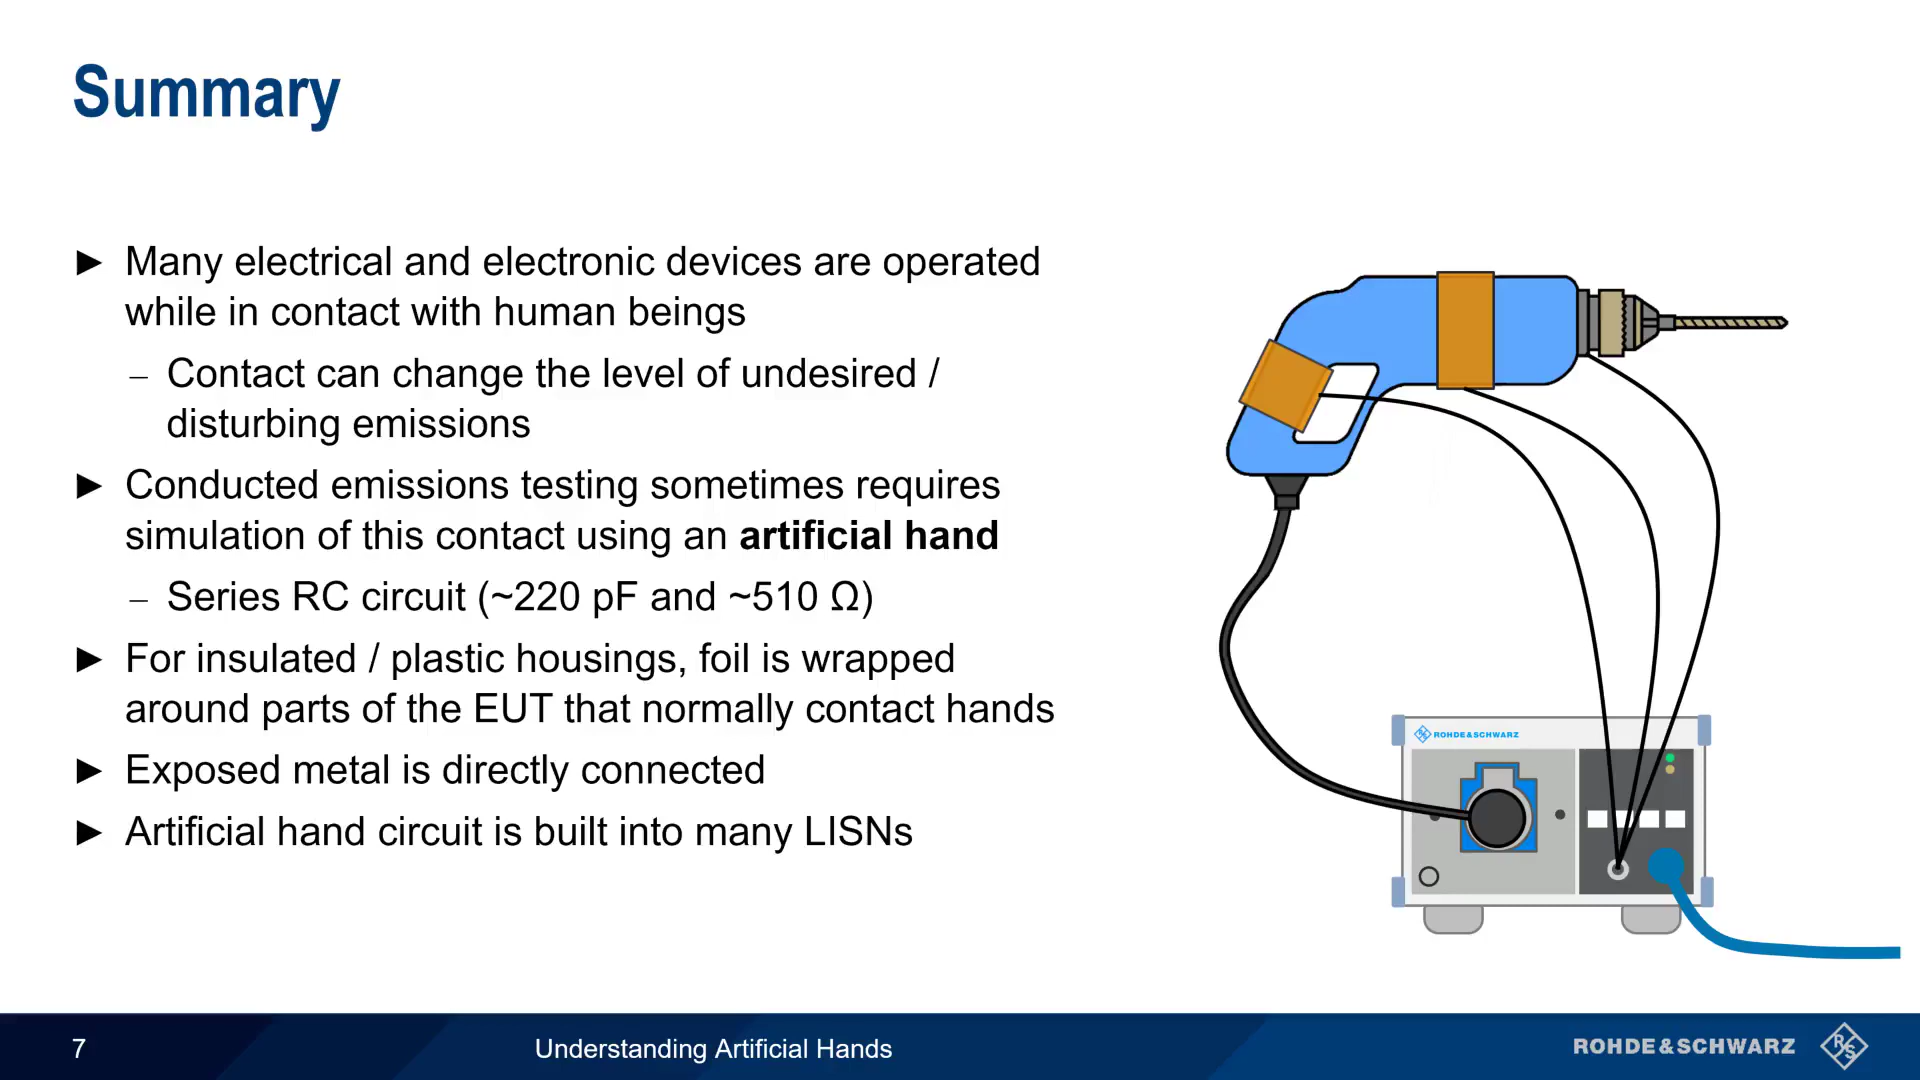 Summary
► Many electrical and electronic devices are operated
while in contact with human beings
– Contact can change the level of undesired /
disturbing emissions
► Conducted emissions testing sometimes requires
simulation of this contact using an artificial hand
– Series RC circuit (~220 pF and ~510 Ω)
► For insulated / plastic housings, foil is wrapped
around parts of the EUT that normally contact hands
► Exposed metal is directly connected
► Artificial hand circuit is built into many LISNs
ROHDE&SCHWARZ
7
Understanding Artificial Hands
ROHDE&SCHWARZ
R&S